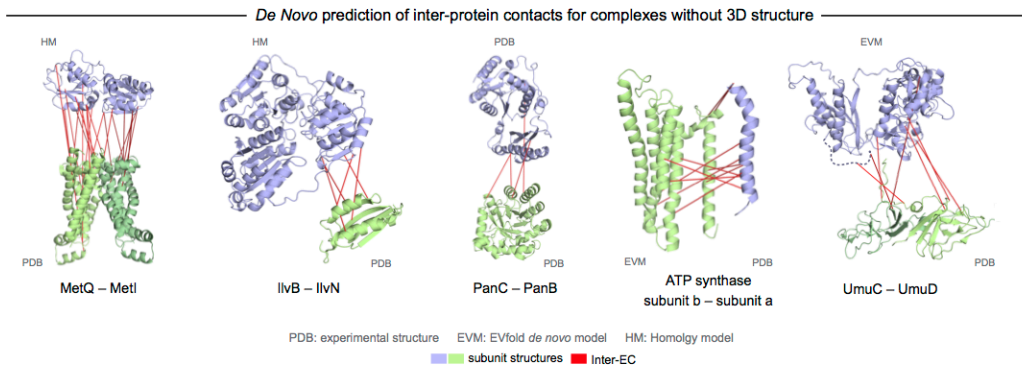 De Novo prediction of inter-protein contacts for complexes without 3D structure
HM
HM
PDB
EVM
PDB
PDB
PDB
EVM
PDB
PDB
MetQ – MetI
IlvB – IlvN
PanC – PanB
ATP synthase
subunit b – subunit a
UmuC – UmuD
PDB: experimental structure EVM: EVfold de novo model HM: Homolgy model
subunit structures Inter-EC